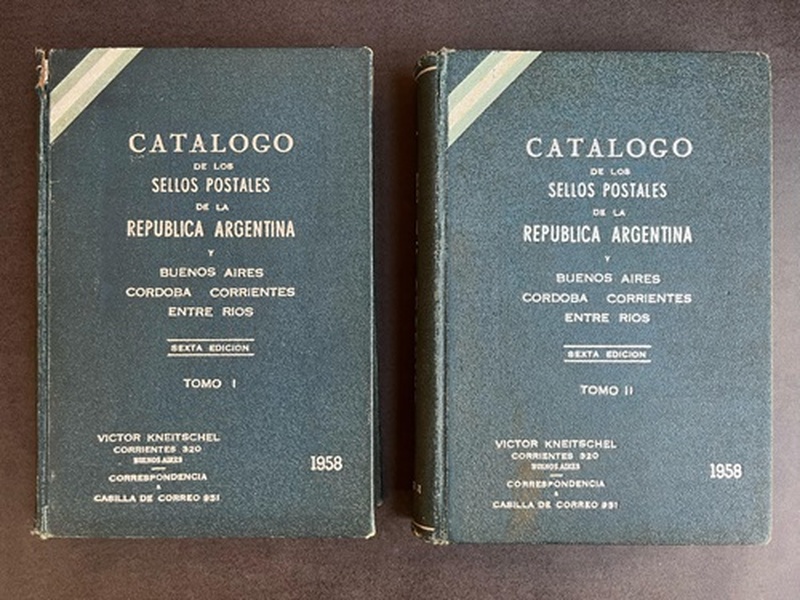 CATALOGO
DE LOS
SELLOS POSTALES
DE LA
REPUBLICA ARGENTINA
Y
BUENOS AIRES
CORDOBA CORRIENTES
ENTRE RIOS
SEXTA EDICION
TOMO I
VICTOR KNEITSCHEL
CORRIENTES 320
BUENOS AIRES
CORRESPONDENCIA
A
CASILLA DE CORREO 951
1958
CATALOGO
DE LOS
SELLOS POSTALES
DE LA
REPUBLICA ARGENTINA
Y
BUENOS AIRES
CORDOBA CORRIENTES
ENTRE RIOS
SEXTA EDICION
TOMO II
VICTOR KNEITSCHEL
CORRIENTES 320
BUENOS AIRES
CORRESPONDENCIA
A
CASILLA DE CORREO 951
1958